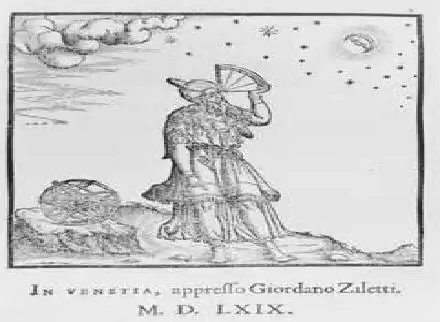 IN VENETIA, appresso Giordano Ziletti.
M. D. LXIX.